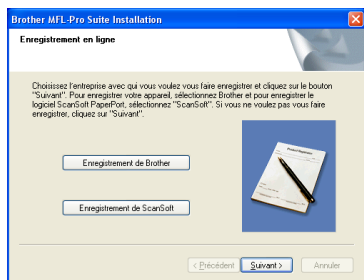 Brother MFL-Pro Suite Installation
Enregistrement en ligne
Choisissez l'entreprise avec qui vous voulez vous faire enregistrer et cliquez sur le bouton
"Suivant". Pour enregistrer votre appareil, sélectionnez Brother et pour enregistrer le
logiciel ScanSoft PaperPort, sélectionnez "ScanSoft". Si vous ne voulez pas vous faire
enregistrer, cliquez sur "Suivant".
Enregistrement de Brother
Enregistrement de ScanSoft
< Précédent
Suivant >
Annuler